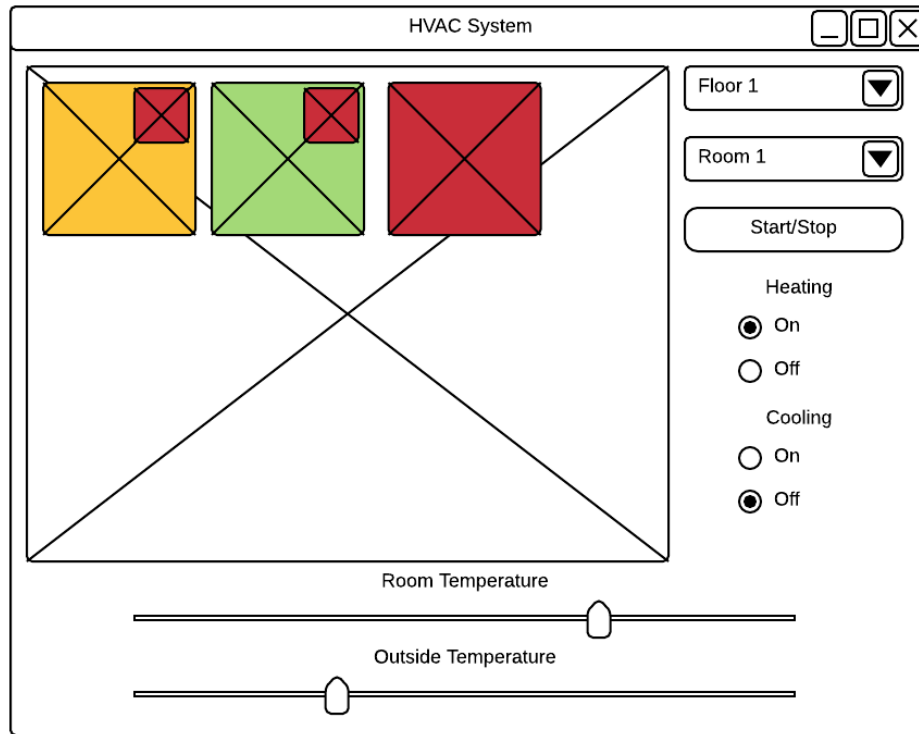 HVAC System
Floor 1
Room 1
Start/Stop
Heating
On
Off
Cooling
On
Off
Room Temperature
Outside Temperature